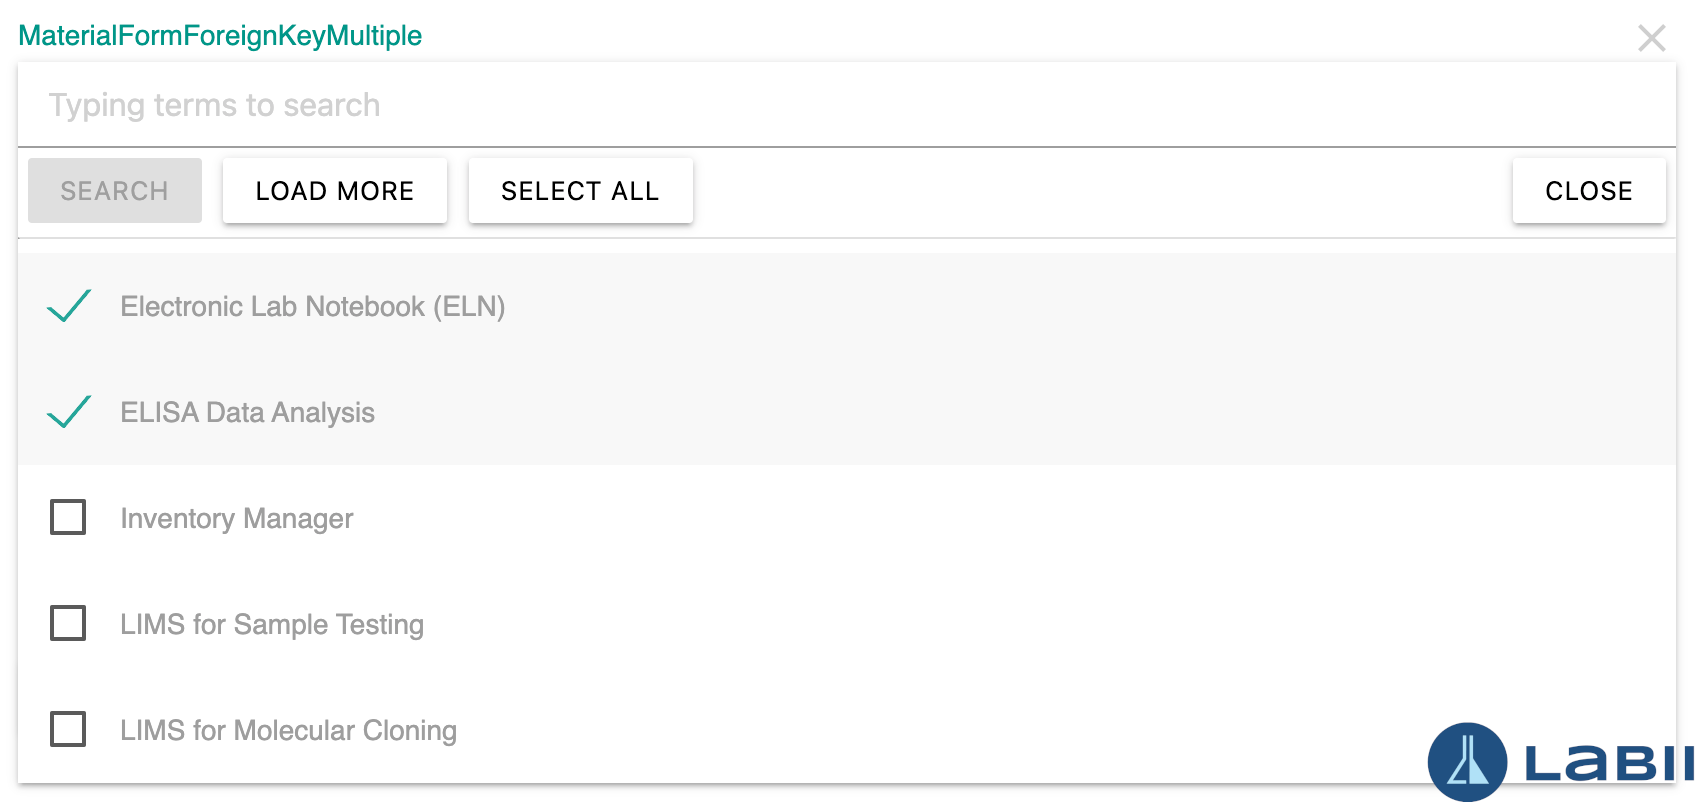 MaterialFormForeignKeyMultiple
Typing terms to search
SEARCH LOAD MORE SELECT ALL CLOSE
Electronic Lab Notebook (ELN)
ELISA Data Analysis
Inventory Manager
LIMS for Sample Testing
LIMS for Molecular Cloning
LABII